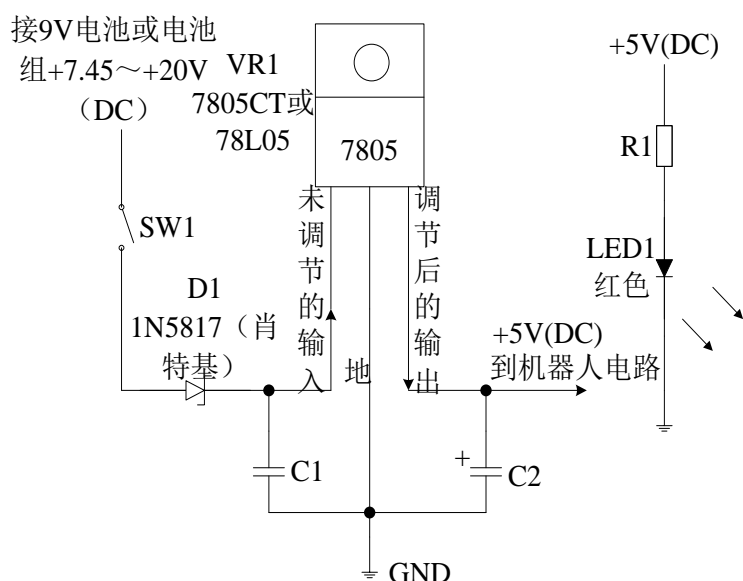 接9V电池或电池
组+7.45～+20V
（DC）
VR1
7805CT或
78L05
7805
+5V(DC)
R1
SW1
未调节的输入
地
调节后的输出
LED1
红色
D1
1N5817（肖
特基）
+5V(DC)
到机器人电路
C1
+
C2
GND